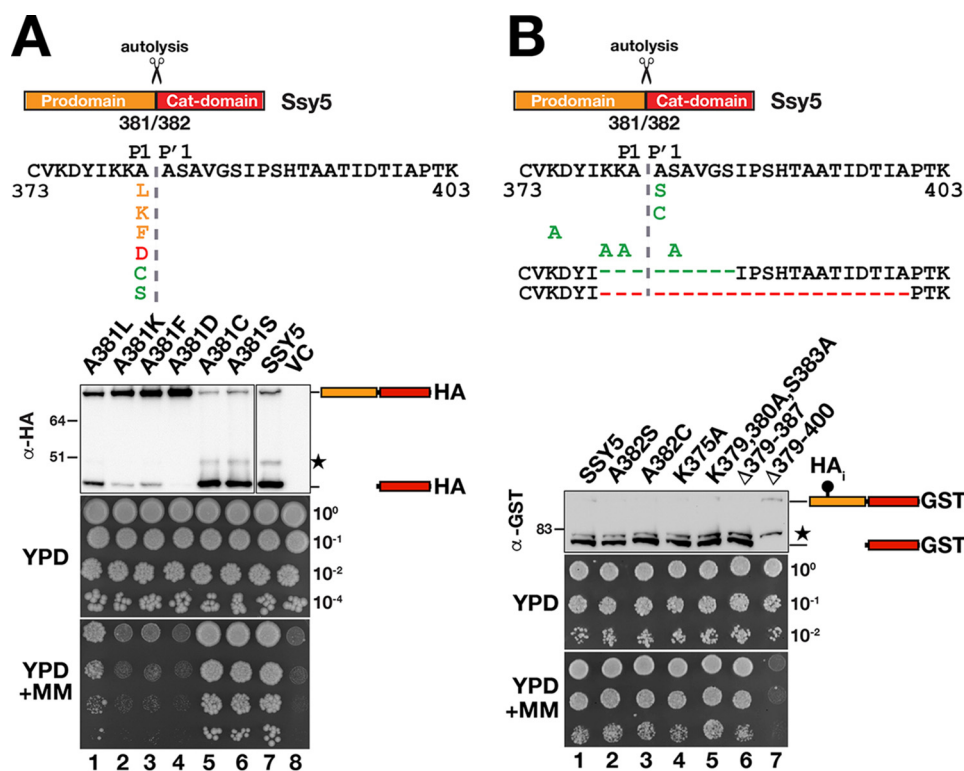 A
autolysis
Prodomain Cat-domain Ssy5
381/382
P1 P'1
CVKDYIKKA ASAVGSIPSHTAATIDTIAPTK
373 403
L
K
F
D
C
S
A381L A381K A381F A381D A381C A381S SSY5 VC
α-HA
64
51
HA
★
HA
YPD
10⁰
10⁻¹
10⁻²
10⁻⁴
YPD
+MM
1 2 3 4 5 6 7 8
B
autolysis
Prodomain Cat-domain Ssy5
381/382
P1 P'1
CVKDYIKKA ASAVGSIPSHTAATIDTIAPTK
373 403
S
C
A
A A A
CVKDYI--- ------IPSHTAATIDTIAPTK
CVKDYI--- -------------------PTK
SSY5 A382S A382C K375A K379,380A,S383A Δ379-387 Δ379-400
HAi
α-GST
83
GST
★
GST
YPD
10⁰
10⁻¹
10⁻²
YPD
+MM
1 2 3 4 5 6 7